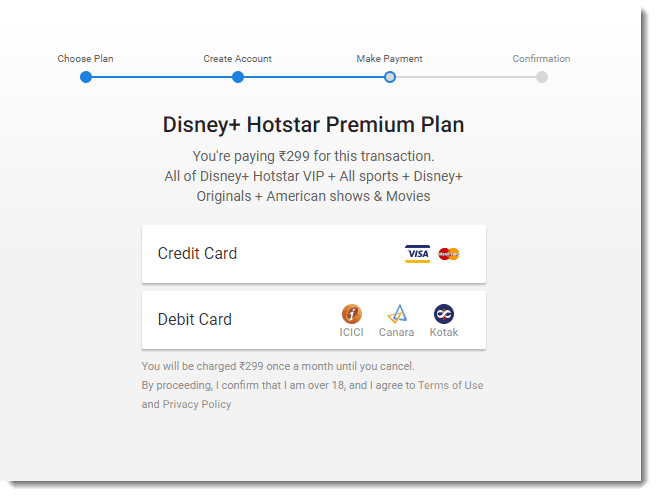 Choose Plan Create Account Make Payment Confirmation
Disney+ Hotstar Premium Plan
You're paying ₹299 for this transaction.
All of Disney+ Hotstar VIP + All sports + Disney+
Originals + American shows & Movies
Credit Card VISA MasterCard
Debit Card
ICICI Canara Kotak
You will be charged ₹299 once a month until you cancel.
By proceeding, I confirm that I am over 18, and I agree to Terms of Use
and Privacy Policy